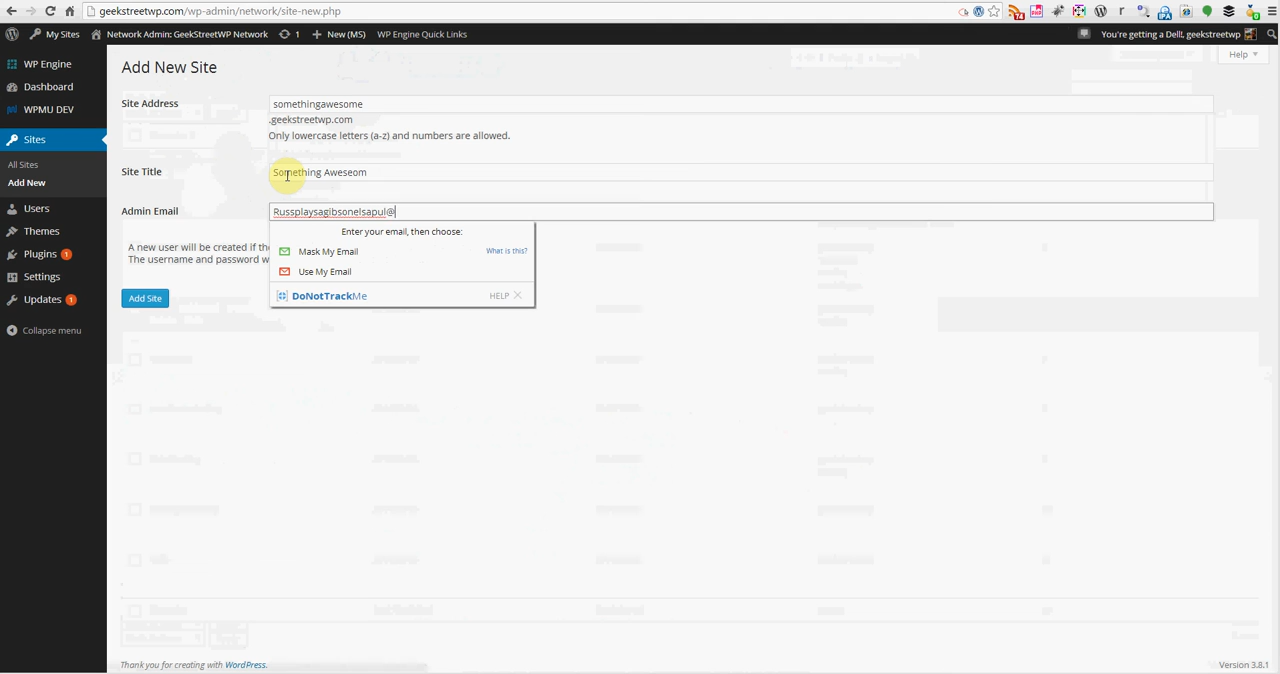 geekstreetwp.com/wp-admin/network/site-new.php
My Sites Network Admin: GeekStreetWP Network 1 New (MS) WP Engine Quick Links You're getting a Dell!, geekstreetwp
WP Engine
Dashboard
WPMU DEV
Sites
All Sites
Add New
Users
Themes
Plugins 1
Settings
Updates 1
Collapse menu
Help
Add New Site
Site Address somethingawesome
.geekstreetwp.com
Only lowercase letters (a-z) and numbers are allowed.
Site Title Something Aweseom
Admin Email Russplaysagibsonelsapul@
Enter your email, then choose:
Mask My Email What is this?
Use My Email
DoNotTrackMe HELP
A new user will be created if the
The username and password w
Add Site
Thank you for creating with WordPress. Version 3.8.1